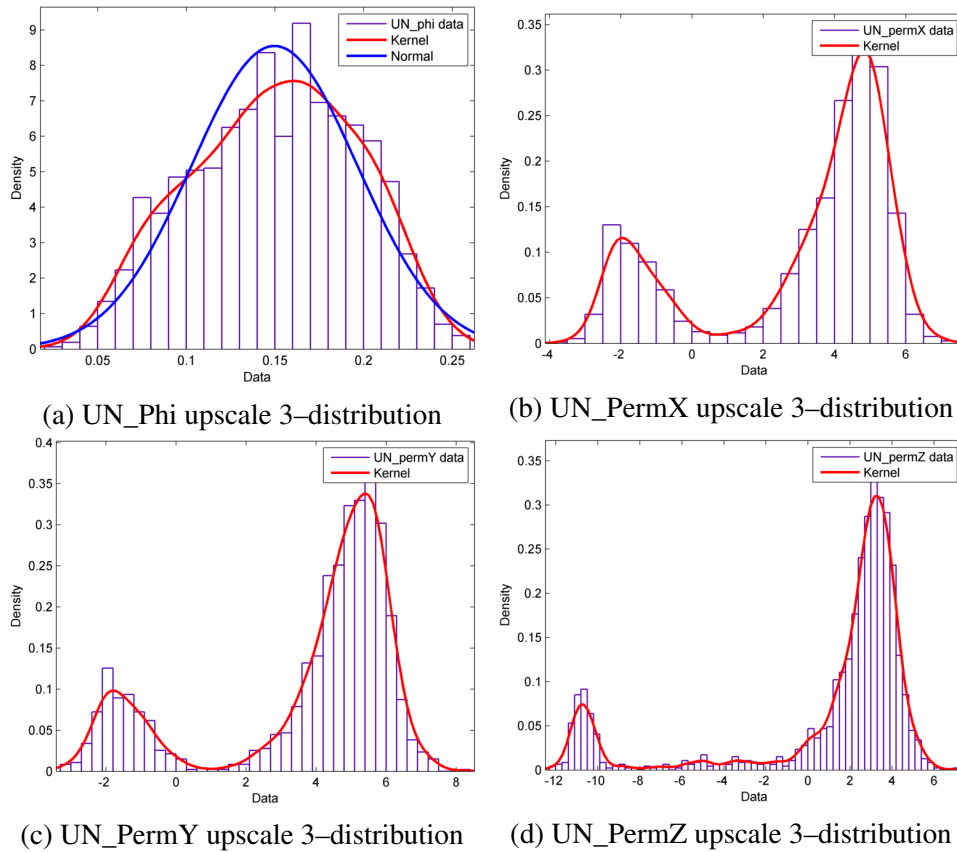 UN_phi data
Kernel
Normal
9
8
7
6
5
4
3
2
1
0
Density
0.05 0.1 0.15 0.2 0.25
Data
(a) UN_Phi upscale 3–distribution
UN_permX data
Kernel
0.35
0.3
0.25
0.2
0.15
0.1
0.05
0
Density
-4 -2 0 2 4 6
Data
(b) UN_PermX upscale 3–distribution
UN_permY data
Kernel
0.4
0.35
0.3
0.25
0.2
0.15
0.1
0.05
0
Density
-2 0 2 4 6 8
Data
(c) UN_PermY upscale 3–distribution
UN_permZ data
Kernel
0.35
0.3
0.25
0.2
0.15
0.1
0.05
0
Density
-12 -10 -8 -6 -4 -2 0 2 4 6
Data
(d) UN_PermZ upscale 3–distribution